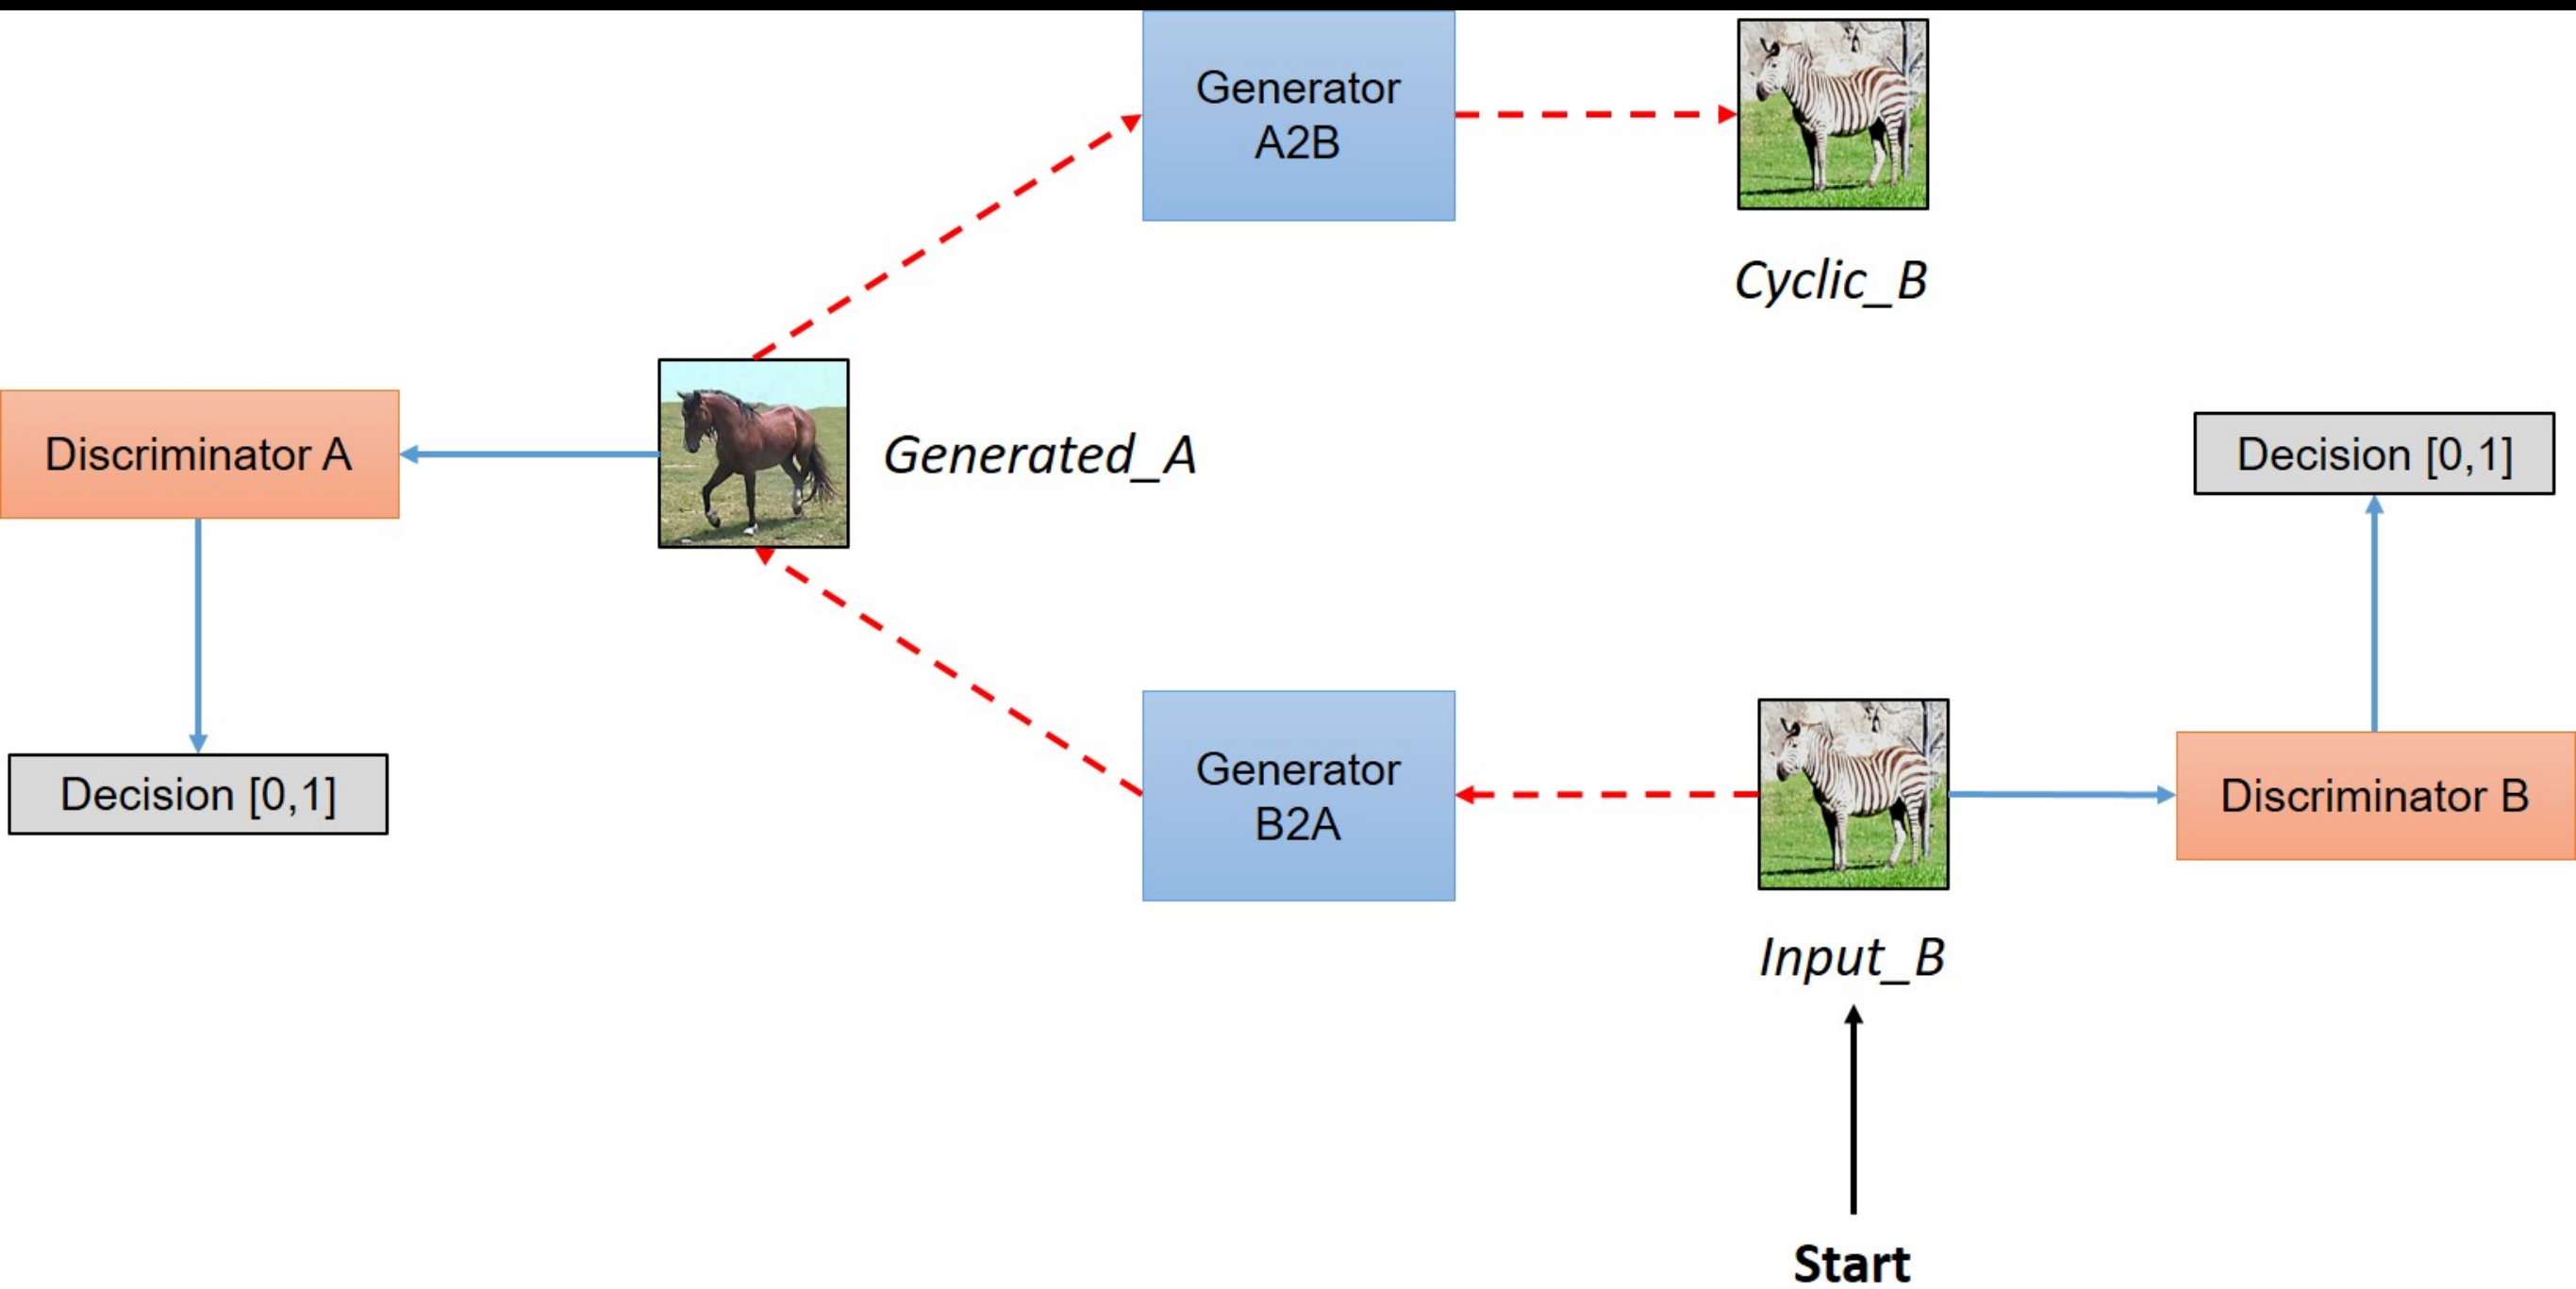 Generator
A2B
Cyclic_B
Discriminator A
Generated_A
Decision [0,1]
Decision [0,1]
Generator
B2A
Discriminator B
Input_B
Start